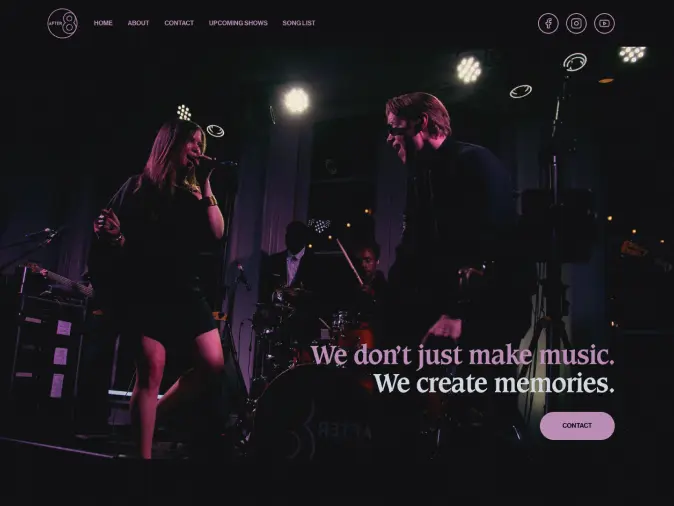 AFTER 8
HOME ABOUT CONTACT UPCOMING SHOWS SONG LIST
We don't just make music.
We create memories.
CONTACT